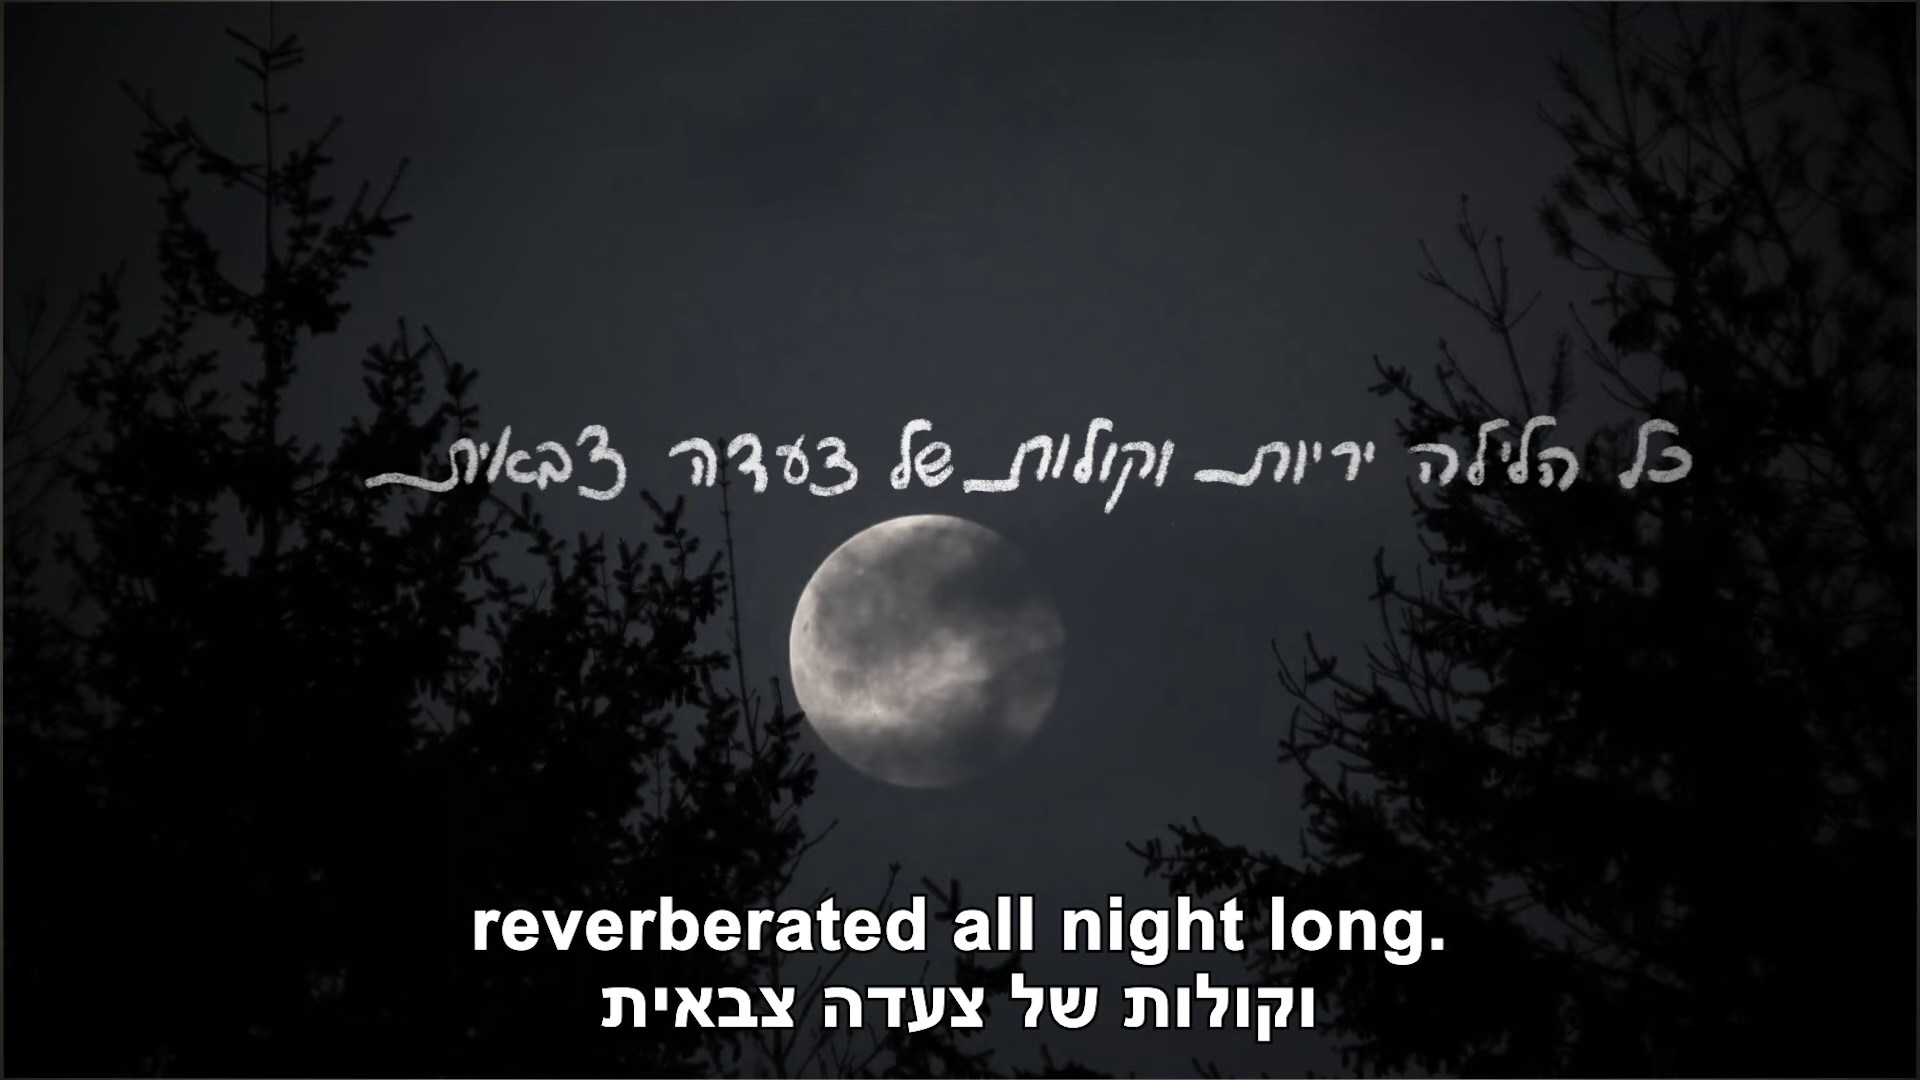 כל הלילה יריות וקולות של צעדה צבאית
reverberated all night long.
וקולות של צעדה צבאית